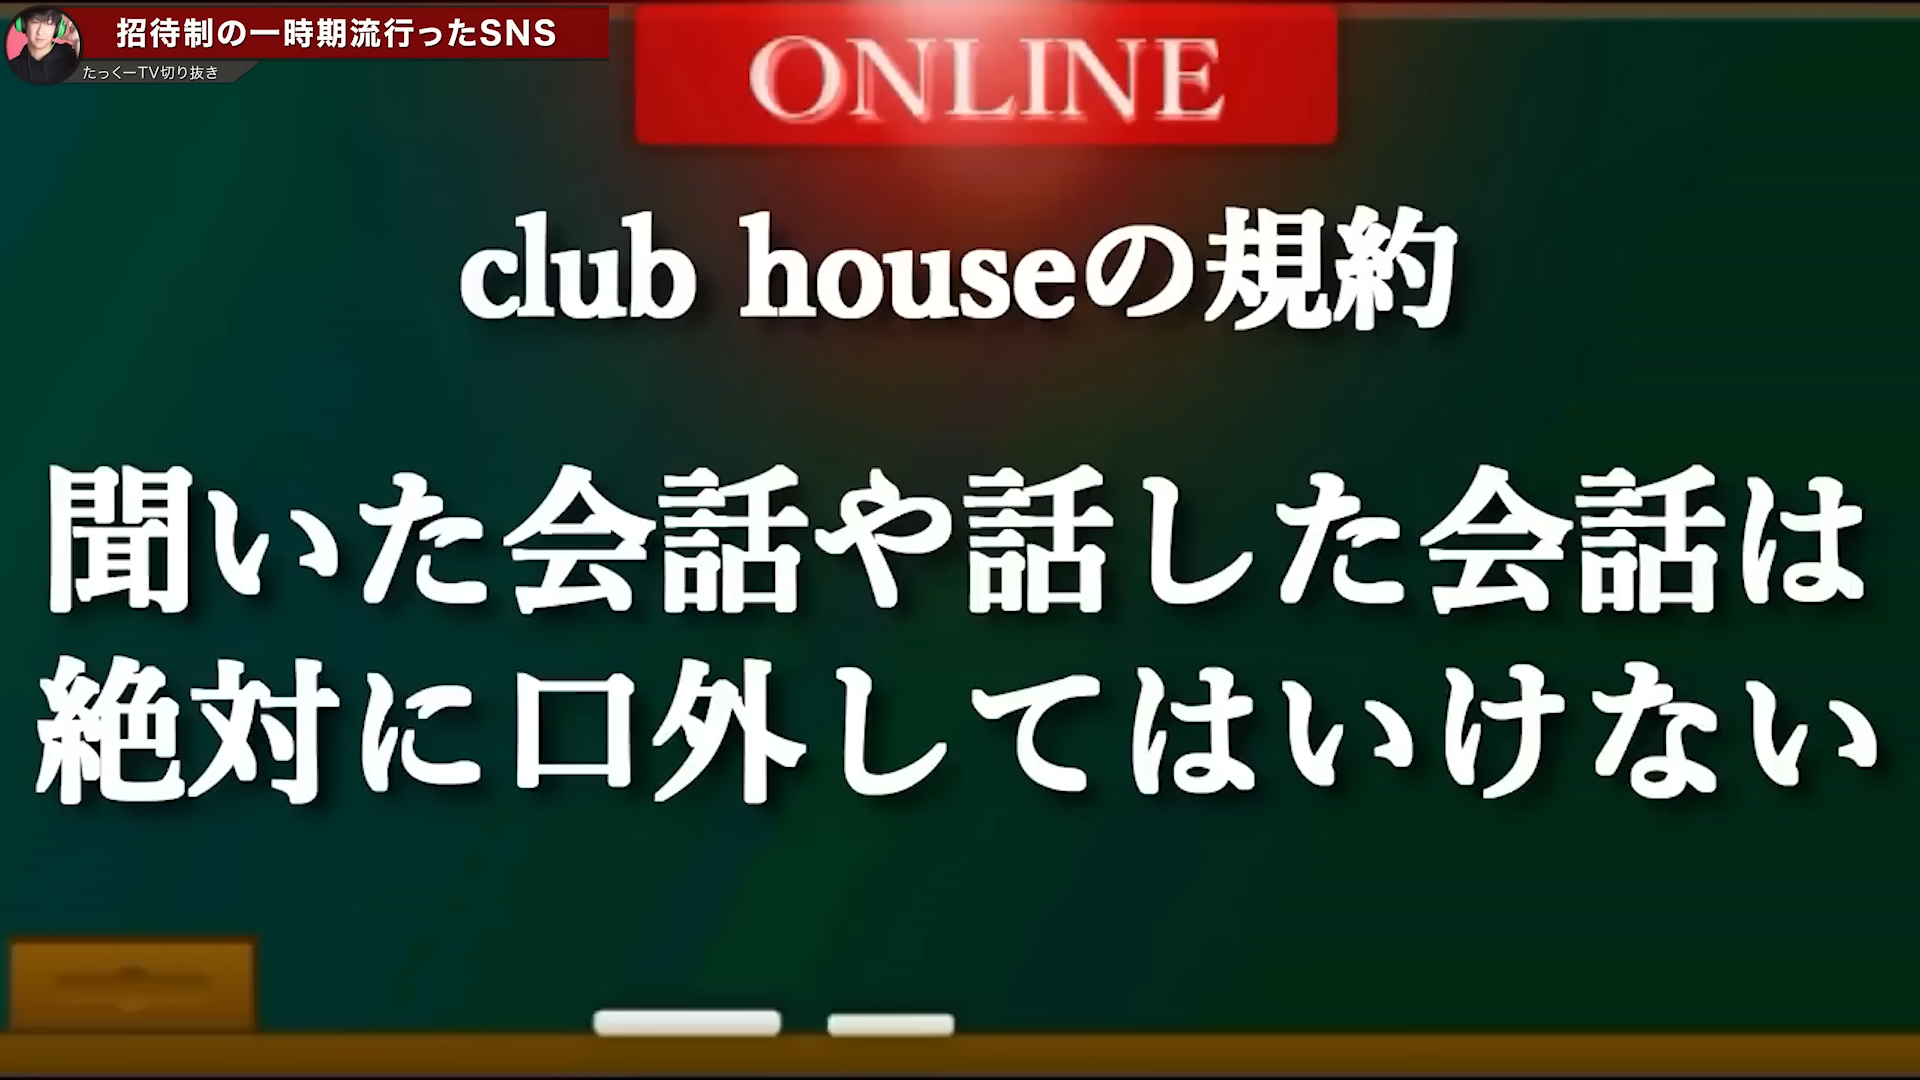 招待制の一時期流行ったSNS
たっくーTV切り抜き
ONLINE
club houseの規約
聞いた会話や話した会話は
絶対に口外してはいけない